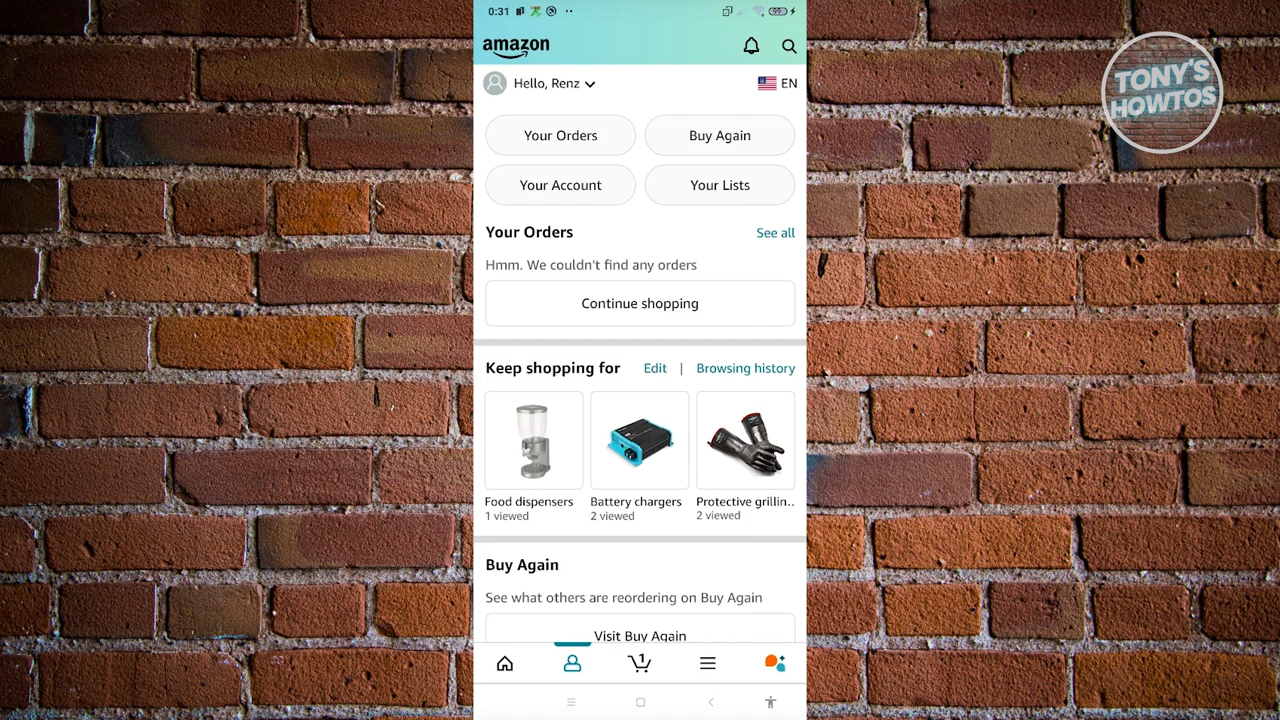 0:31
99
amazon
Hello, Renz
EN
TONY'S
HOWTOS
Your Orders
Buy Again
Your Account
Your Lists
Your Orders
See all
Hmm. We couldn't find any orders
Continue shopping
Keep shopping for
Edit | Browsing history
Food dispensers
1 viewed
Battery chargers
2 viewed
Protective grillin..
2 viewed
Buy Again
See what others are reordering on Buy Again
Visit Buy Again
1